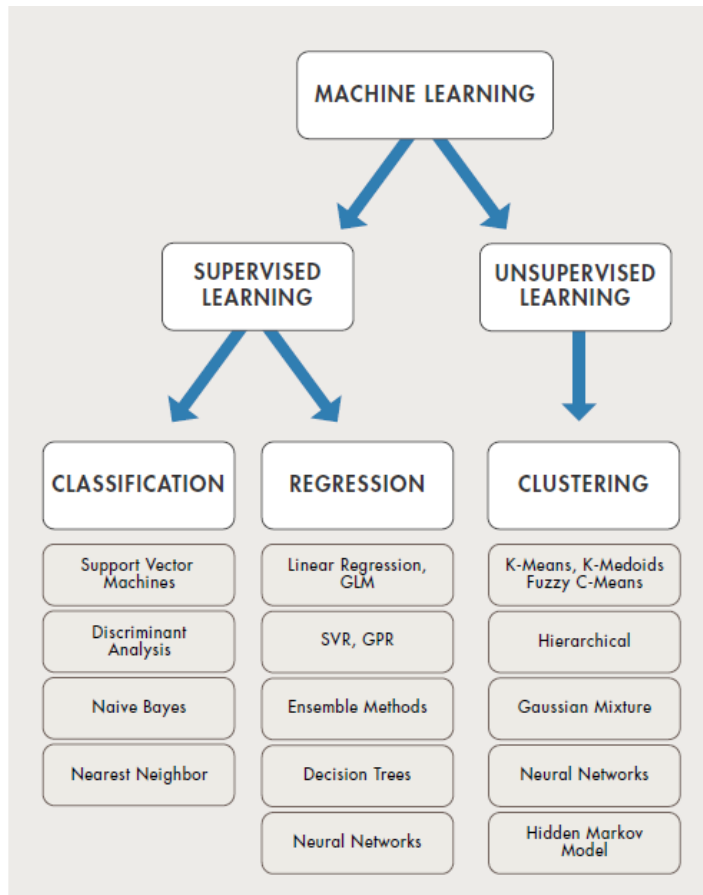 MACHINE LEARNING
SUPERVISED
LEARNING
UNSUPERVISED
LEARNING
CLASSIFICATION
Support Vector
Machines
Discriminant
Analysis
Naive Bayes
Nearest Neighbor
REGRESSION
Linear Regression,
GLM
SVR, GPR
Ensemble Methods
Decision Trees
Neural Networks
CLUSTERING
K-Means, K-Medoids
Fuzzy C-Means
Hierarchical
Gaussian Mixture
Neural Networks
Hidden Markov
Model